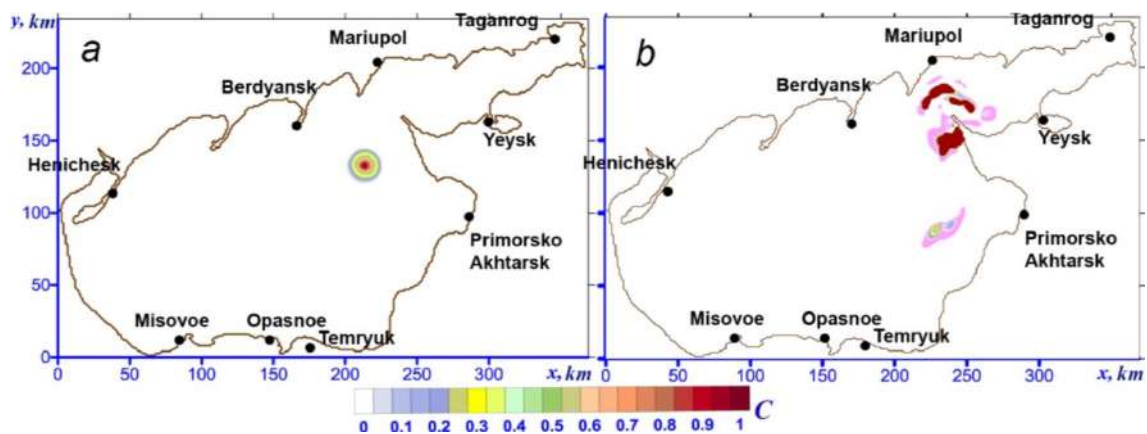 y, km
a
Taganrog
Mariupol
200
Berdyansk
150
Yeysk
Henichesk
100
Primorsko
Akhtarsk
50
Misovoe
Opasnoe
Temryuk
0
0 50 100 150 200 250 300 x, km
b
Taganrog
Mariupol
Berdyansk
Yeysk
Henichesk
Primorsko
Akhtarsk
Misovoe
Opasnoe
Temryuk
0 50 100 150 200 250 300 x, km
0 0.1 0.2 0.3 0.4 0.5 0.6 0.7 0.8 0.9 1 C